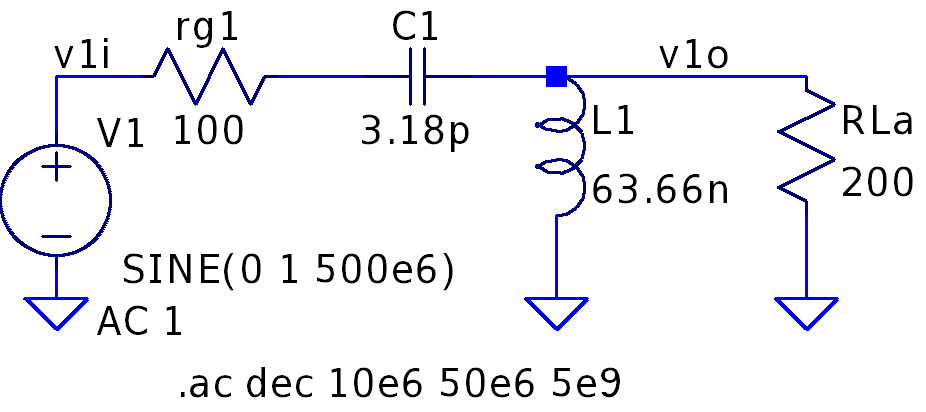 rg1
C1
v1i
v1o
V1
100
3.18p
L1
RLa
63.66n
200
SINE(0 1 500e6)
AC 1
.ac dec 10e6 50e6 5e9